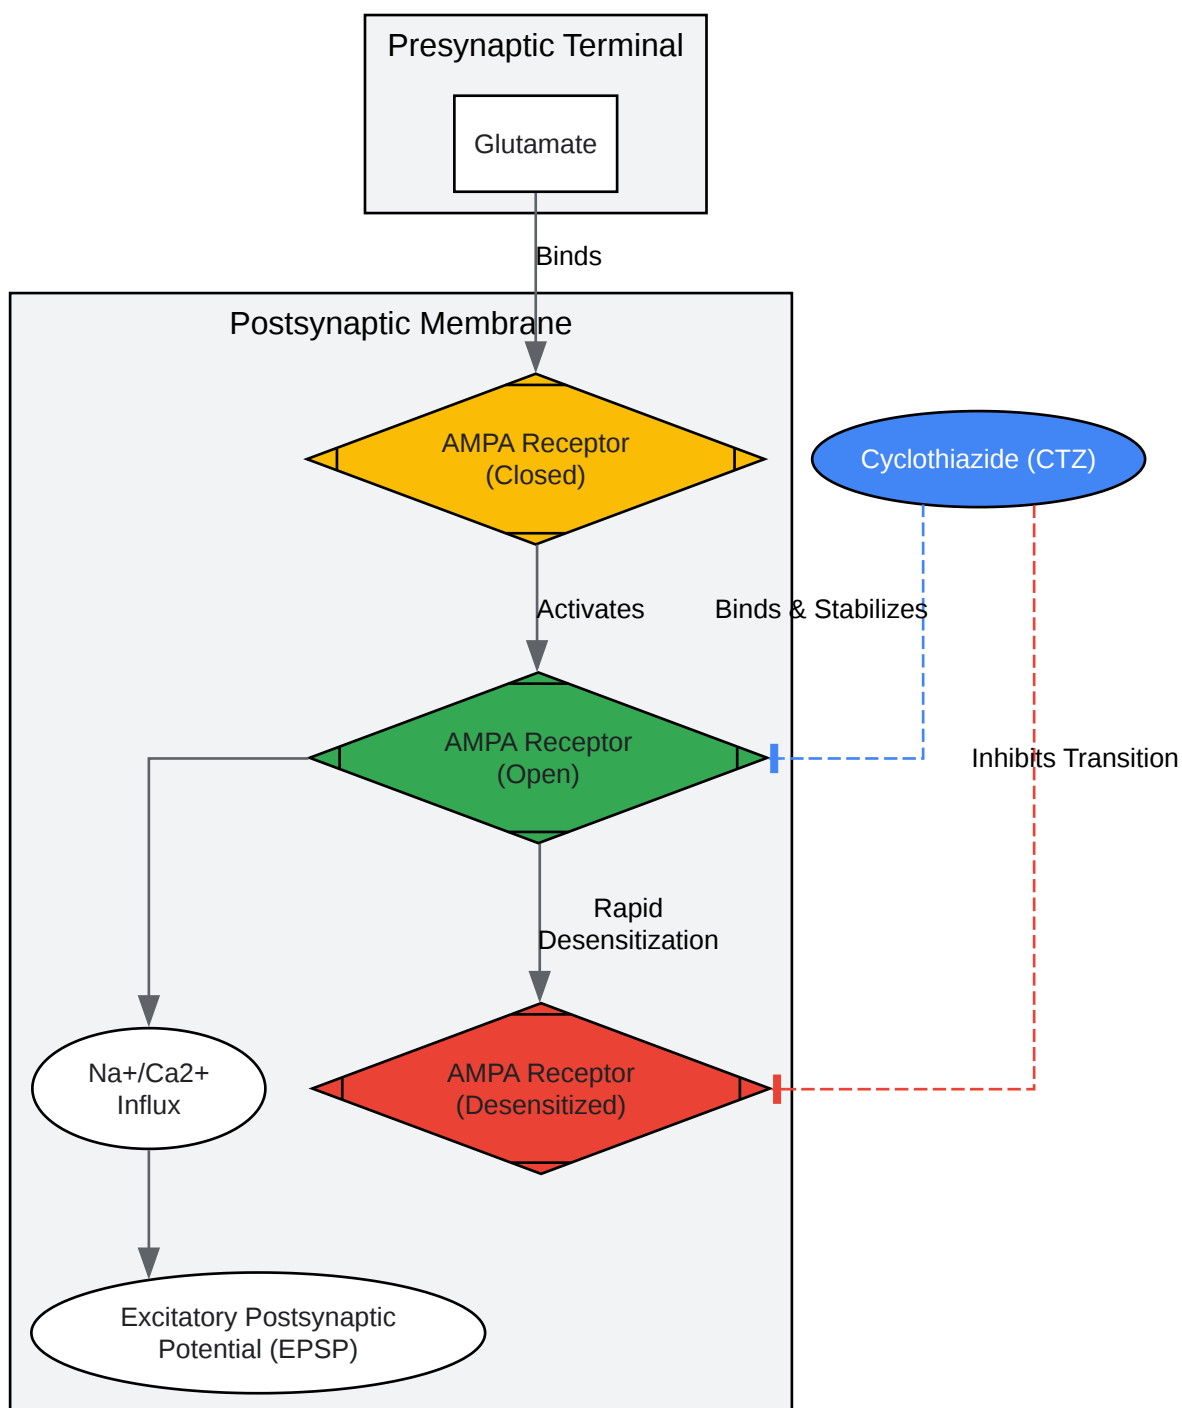 Presynaptic Terminal
Glutamate
Binds
Postsynaptic Membrane
AMPA Receptor
(Closed)
Cyclothiazide (CTZ)
Activates
Binds & Stabilizes
AMPA Receptor
(Open)
Inhibits Transition
Rapid
Desensitization
Na+/Ca2+
Influx
AMPA Receptor
(Desensitized)
Excitatory Postsynaptic
Potential (EPSP)